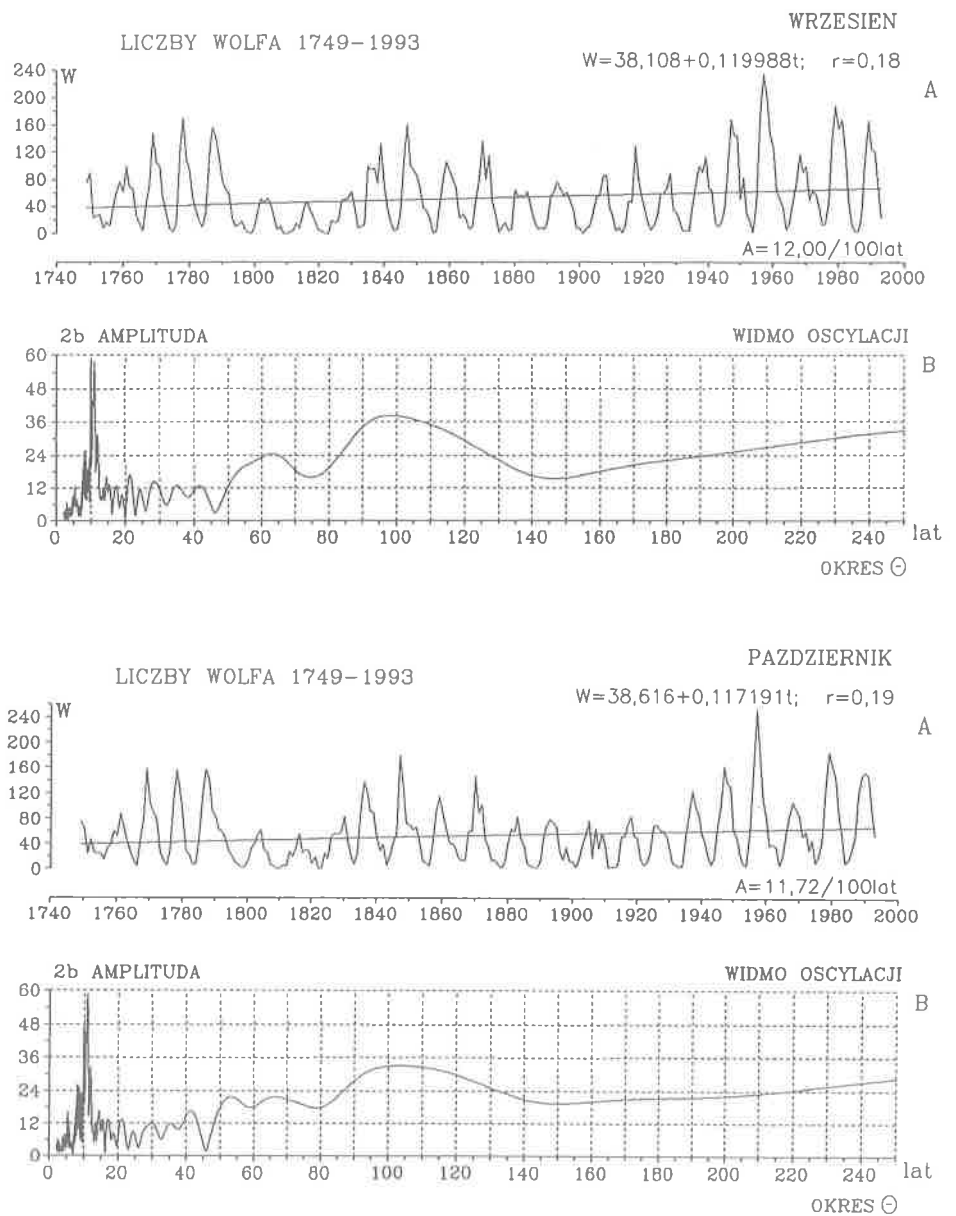 WRZESIEN
LICZBY WOLFA 1749-1993
W=38,108+0,119988t; r=0,18
W
A
240
200
160
120
80
40
0
A=12,00/100lat
1740 1760 1780 1800 1820 1840 1860 1880 1900 1920 1940 1960 1980 2000
2b AMPLITUDA
WIDMO OSCYLACJI
B
60
48
36
24
12
0
0 20 40 60 80 100 120 140 160 180 200 220 240 lat
OKRES Θ
PAZDZIERNIK
LICZBY WOLFA 1749-1993
W=38,616+0,117191t; r=0,19
W
A
240
200
160
120
80
40
0
A=11,72/100lat
1740 1760 1780 1800 1820 1840 1860 1880 1900 1920 1940 1960 1980 2000
2b AMPLITUDA
WIDMO OSCYLACJI
B
60
48
36
24
12
0
0 20 40 60 80 100 120 140 160 180 200 220 240 lat
OKRES Θ